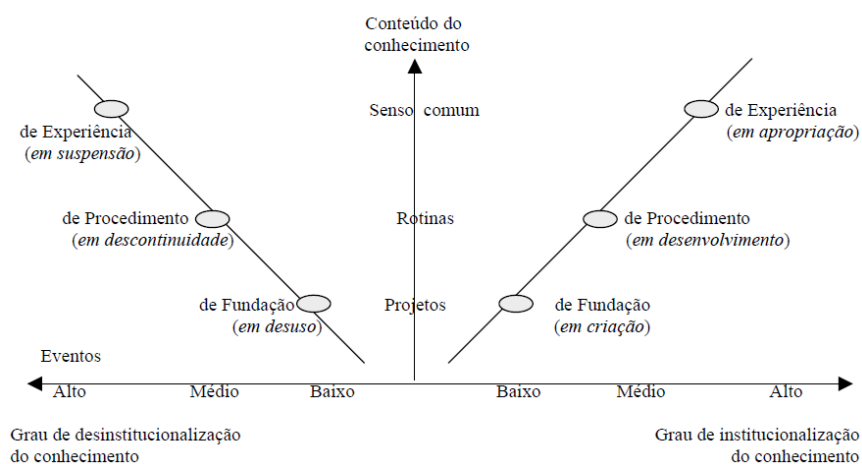 Conteúdo do
conhecimento
Senso comum
de Experiência
(em suspensão)
de Experiência
(em apropriação)
de Procedimento
(em descontinuidade)
Rotinas
de Procedimento
(em desenvolvimento)
de Fundação
(em desuso)
Projetos
de Fundação
(em criação)
Eventos
Alto
Médio
Baixo
Baixo
Médio
Alto
Grau de desinstitucionalização
do conhecimento
Grau de institucionalização
do conhecimento